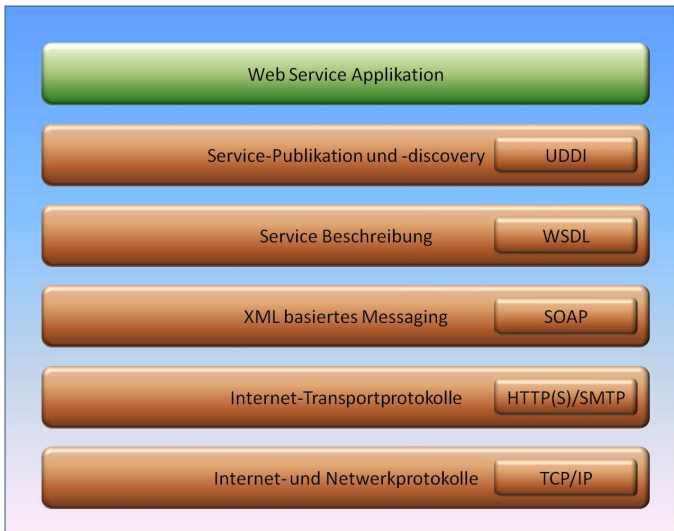 Web Service Applikation
Service-Publikation und -discovery UDDI
Service Beschreibung WSDL
XML basiertes Messaging SOAP
Internet-Transportprotokolle HTTP(S)/SMTP
Internet- und Netwerkprotokolle TCP/IP